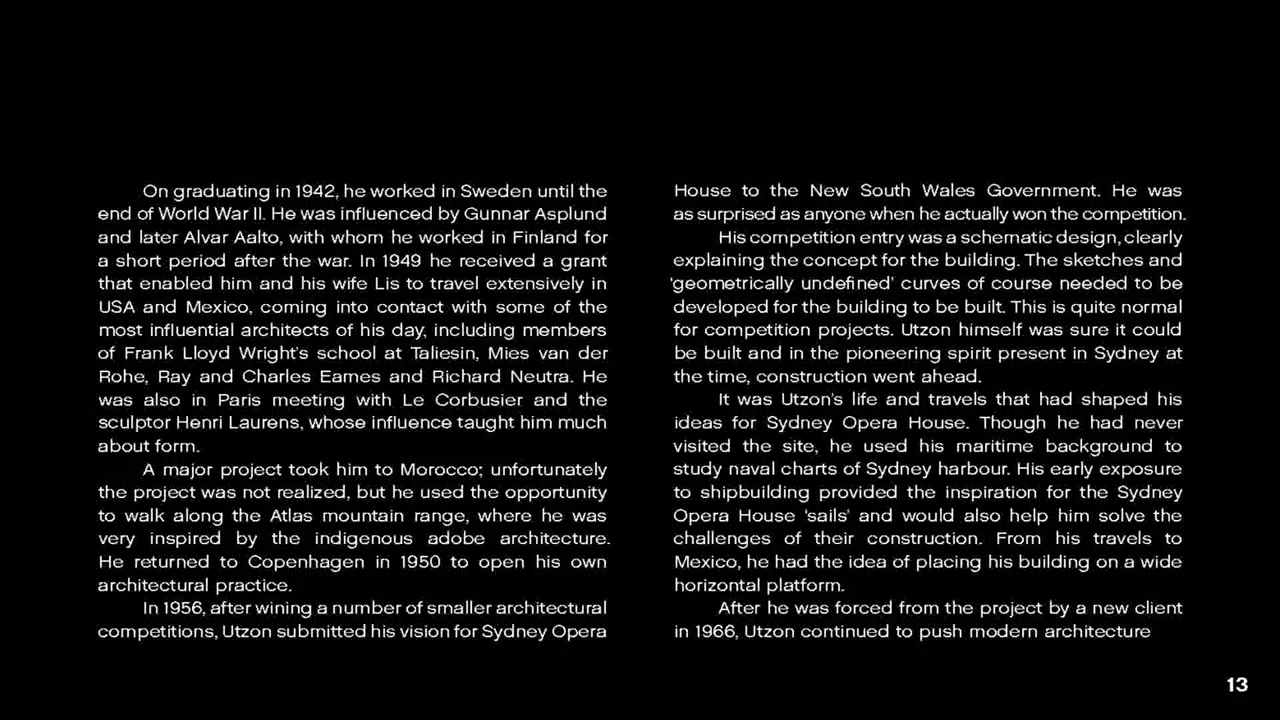 On graduating in 1942, he worked in Sweden until the
end of World War II. He was influenced by Gunnar Asplund
and later Alvar Aalto, with whom he worked in Finland for
a short period after the war. In 1949 he received a grant
that enabled him and his wife Lis to travel extensively in
USA and Mexico, coming into contact with some of the
most influential architects of his day, including members
of Frank Lloyd Wright's school at Taliesin, Mies van der
Rohe, Ray and Charles Eames and Richard Neutra. He
was also in Paris meeting with Le Corbusier and the
sculptor Henri Laurens, whose influence taught him much
about form.
A major project took him to Morocco; unfortunately
the project was not realized, but he used the opportunity
to walk along the Atlas mountain range, where he was
very inspired by the indigenous adobe architecture.
He returned to Copenhagen in 1950 to open his own
architectural practice.
In 1956, after wining a number of smaller architectural
competitions, Utzon submitted his vision for Sydney Opera
House to the New South Wales Government. He was
as surprised as anyone when he actually won the competition.
His competition entry was a schematic design, clearly
explaining the concept for the building. The sketches and
'geometrically undefined' curves of course needed to be
developed for the building to be built. This is quite normal
for competition projects. Utzon himself was sure it could
be built and in the pioneering spirit present in Sydney at
the time, construction went ahead.
It was Utzon's life and travels that had shaped his
ideas for Sydney Opera House. Though he had never
visited the site, he used his maritime background to
study naval charts of Sydney harbour. His early exposure
to shipbuilding provided the inspiration for the Sydney
Opera House 'sails' and would also help him solve the
challenges of their construction. From his travels to
Mexico, he had the idea of placing his building on a wide
horizontal platform.
After he was forced from the project by a new client
in 1966, Utzon continued to push modern architecture
13